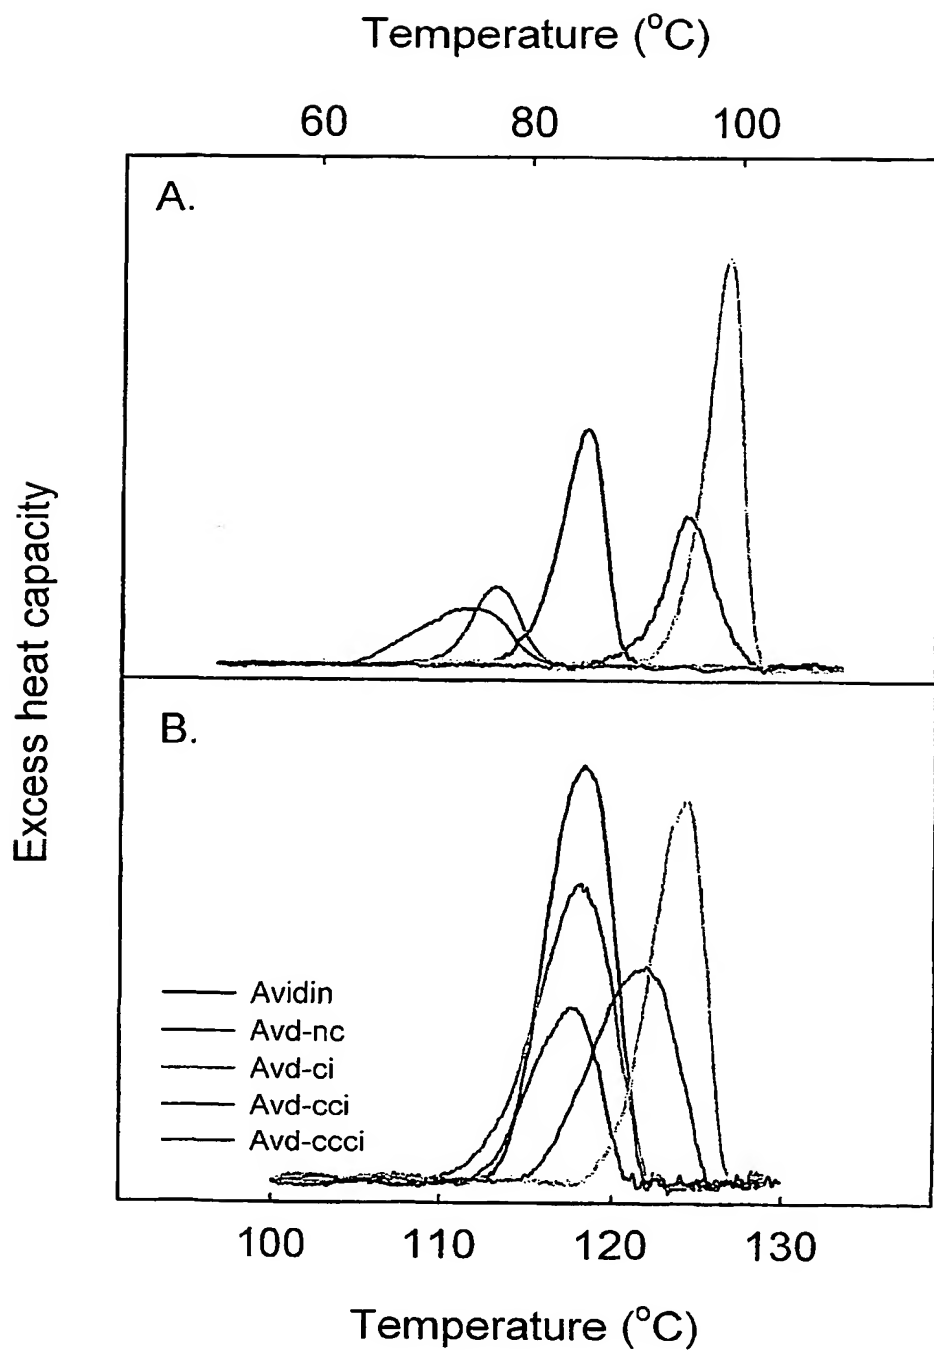 Temperature (°C)
60 80 100
A.
Excess heat capacity
B.
Avidin
Avd-nc
Avd-ci
Avd-cci
Avd-ccci
100 110 120 130
Temperature (°C)